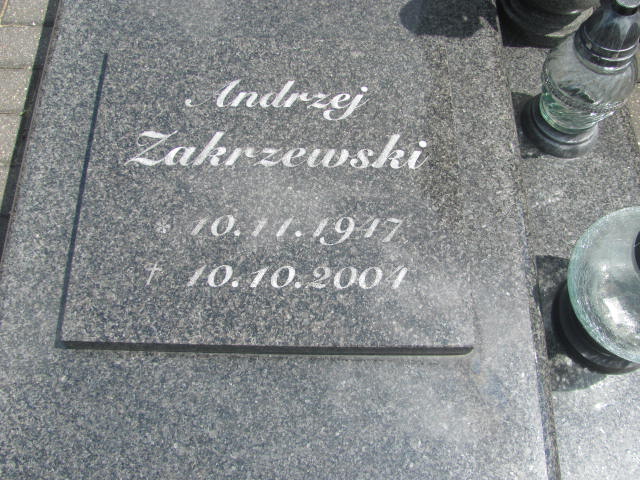 Andrzej
Zakrzewski
* 10.11.1947
† 10.10.2004